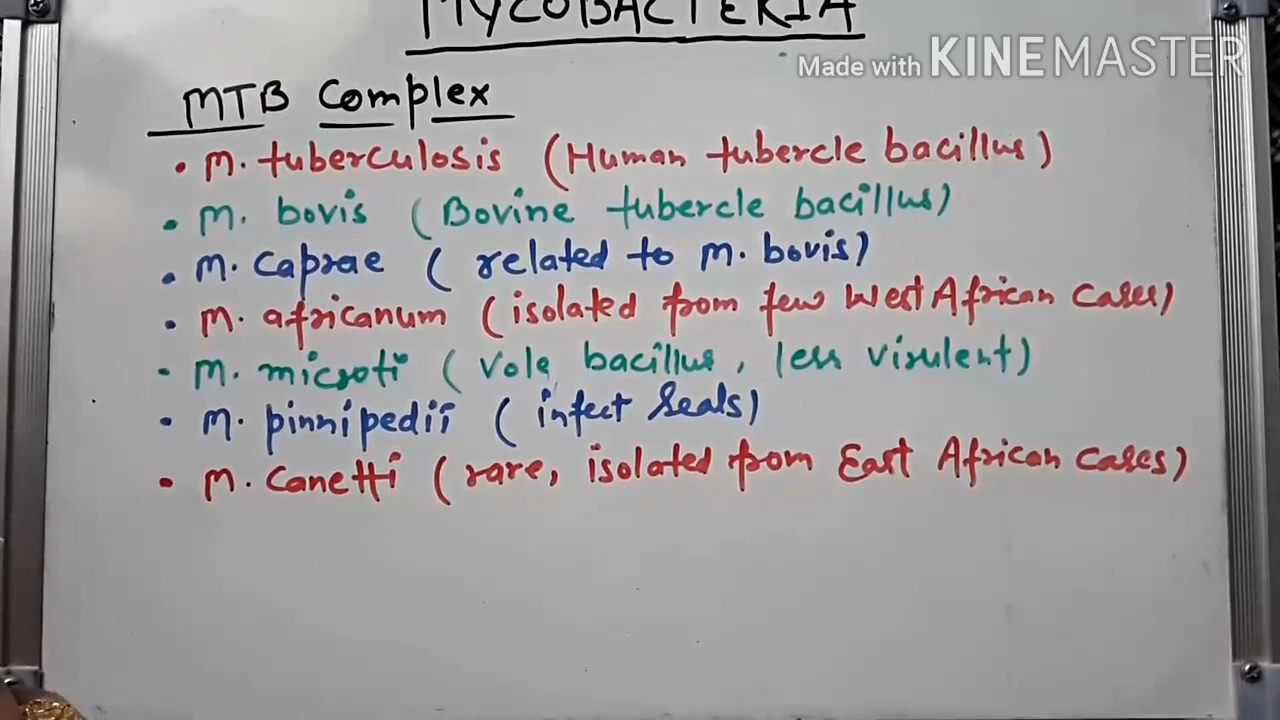 MYCOBACTERIA
Made with KINEMASTER
MTB Complex
• M. tuberculosis (Human tubercle bacillus)
• M. bovis (Bovine tubercle bacillus)
• M. caprae (related to M. bovis)
• M. africanum (isolated from few West African cases)
• M. microti (Vole bacillus, less virulent)
• M. pinnipedii (infect seals)
• M. canetti (rare, isolated from East African cases)